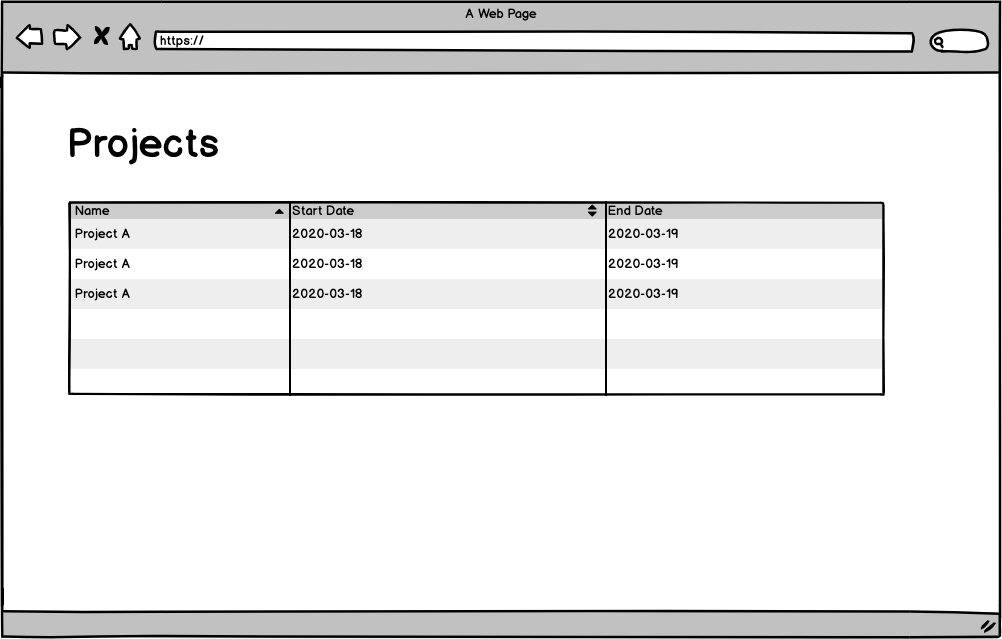 A Web Page
https://
Projects
Name Start Date End Date
Project A 2020-03-18 2020-03-19
Project A 2020-03-18 2020-03-19
Project A 2020-03-18 2020-03-19